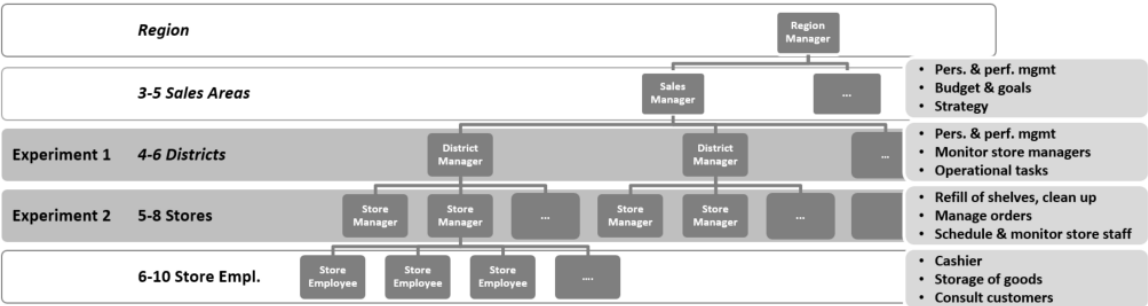 Region
Region
Manager
3-5 Sales Areas
Sales
Manager
...
• Pers. & perf. mgmt
• Budget & goals
• Strategy
Experiment 1
4-6 Districts
District
Manager
District
Manager
...
• Pers. & perf. mgmt
• Monitor store managers
• Operational tasks
Experiment 2
5-8 Stores
Store
Manager
Store
Manager
...
Store
Manager
Store
Manager
...
• Refill of shelves, clean up
• Manage orders
• Schedule & monitor store staff
6-10 Store Empl.
Store
Employee
Store
Employee
Store
Employee
....
• Cashier
• Storage of goods
• Consult customers